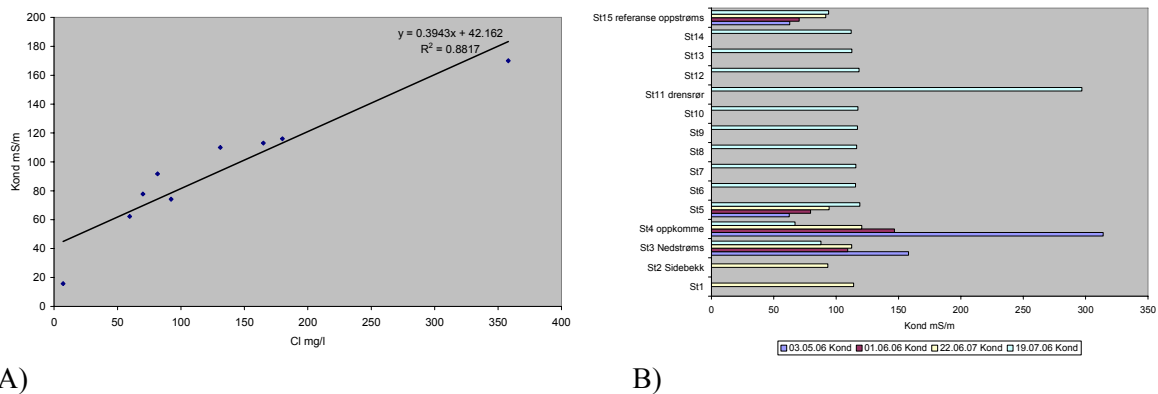 y = 0.3943x + 42.162
R² = 0.8817
200
180
160
140
120
100
80
60
40
20
0
Kond mS/m
0 50 100 150 200 250 300 350 400
Cl mg/l
St15 referanse oppstrøms
St14
St13
St12
St11 drensrør
St10
St9
St8
St7
St6
St5
St4 oppkomme
St3 Nedstrøms
St2 Sidebekk
St1
0 50 100 150 200 250 300 350
Kond mS/m
03.05.06 Kond 01.06.06 Kond 22.06.07 Kond 19.07.06 Kond
A) B)